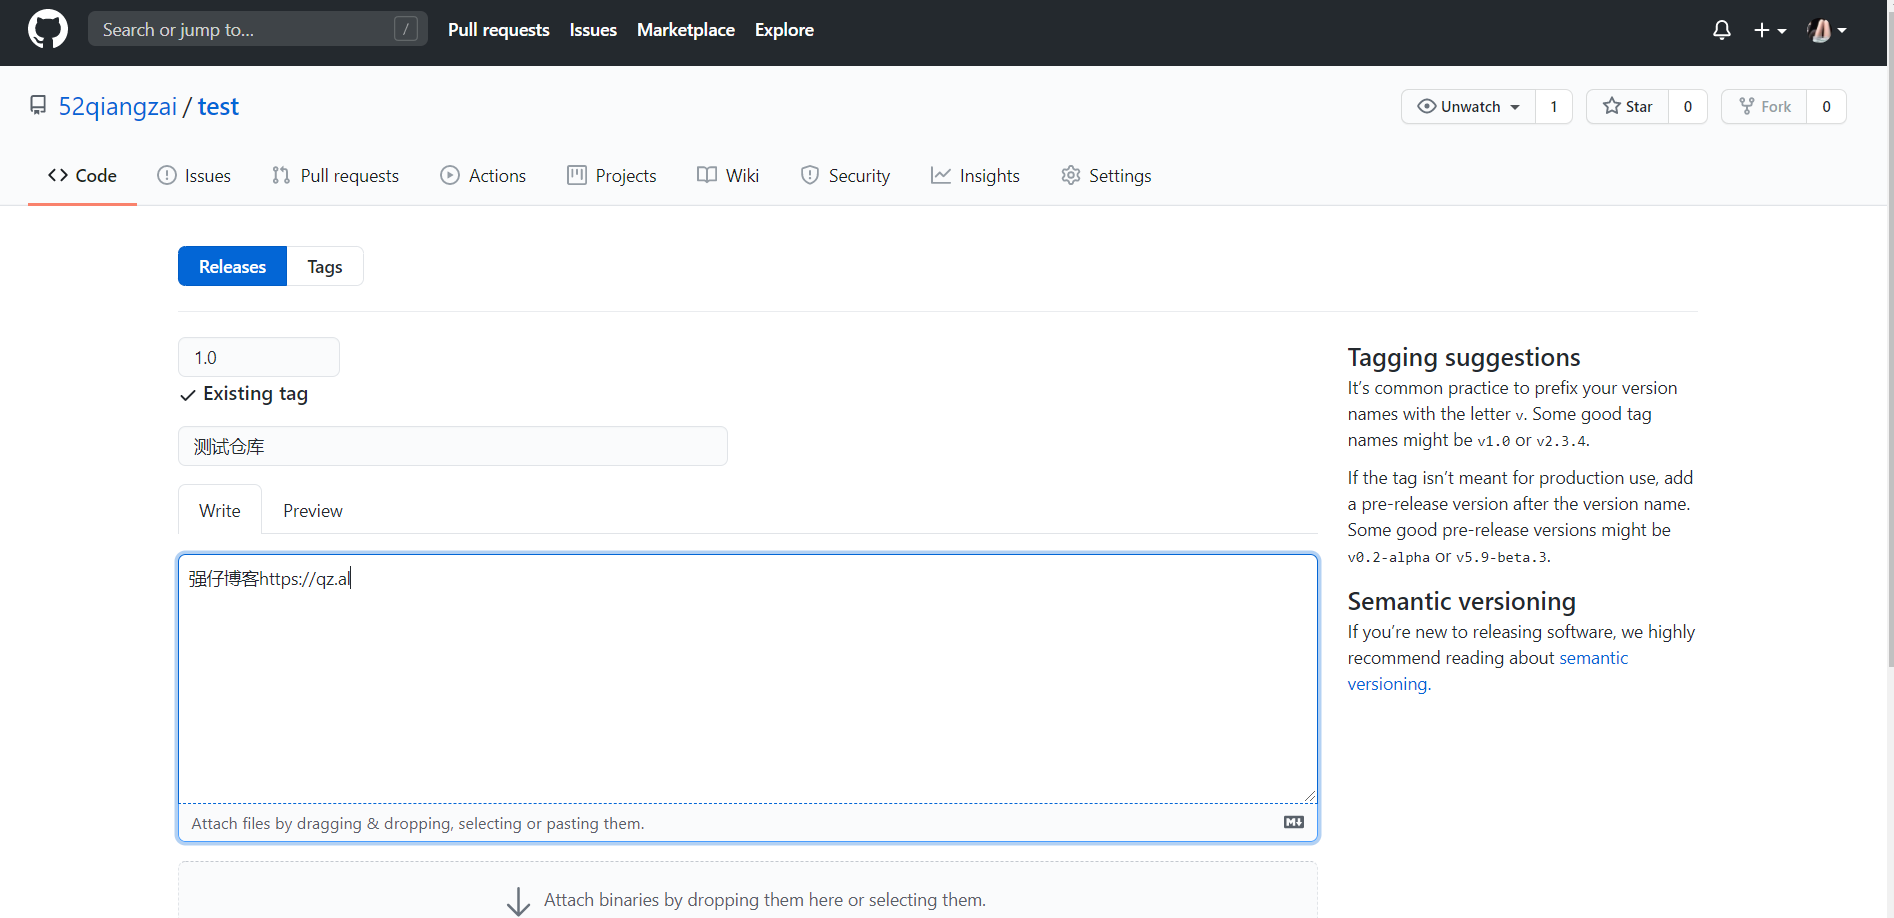 Search or jump to... / Pull requests Issues Marketplace Explore
52qiangzai / test Unwatch 1 Star 0 Fork 0
Code Issues Pull requests Actions Projects Wiki Security Insights Settings
Releases Tags
1.0
Existing tag
测试仓库
Write Preview
强仔博客https://qz.al
Attach files by dragging & dropping, selecting or pasting them.
Attach binaries by dropping them here or selecting them.
Tagging suggestions
It’s common practice to prefix your version
names with the letter v. Some good tag
names might be v1.0 or v2.3.4.
If the tag isn’t meant for production use, add
a pre-release version after the version name.
Some good pre-release versions might be
v0.2-alpha or v5.9-beta.3.
Semantic versioning
If you’re new to releasing software, we highly
recommend reading about semantic
versioning.